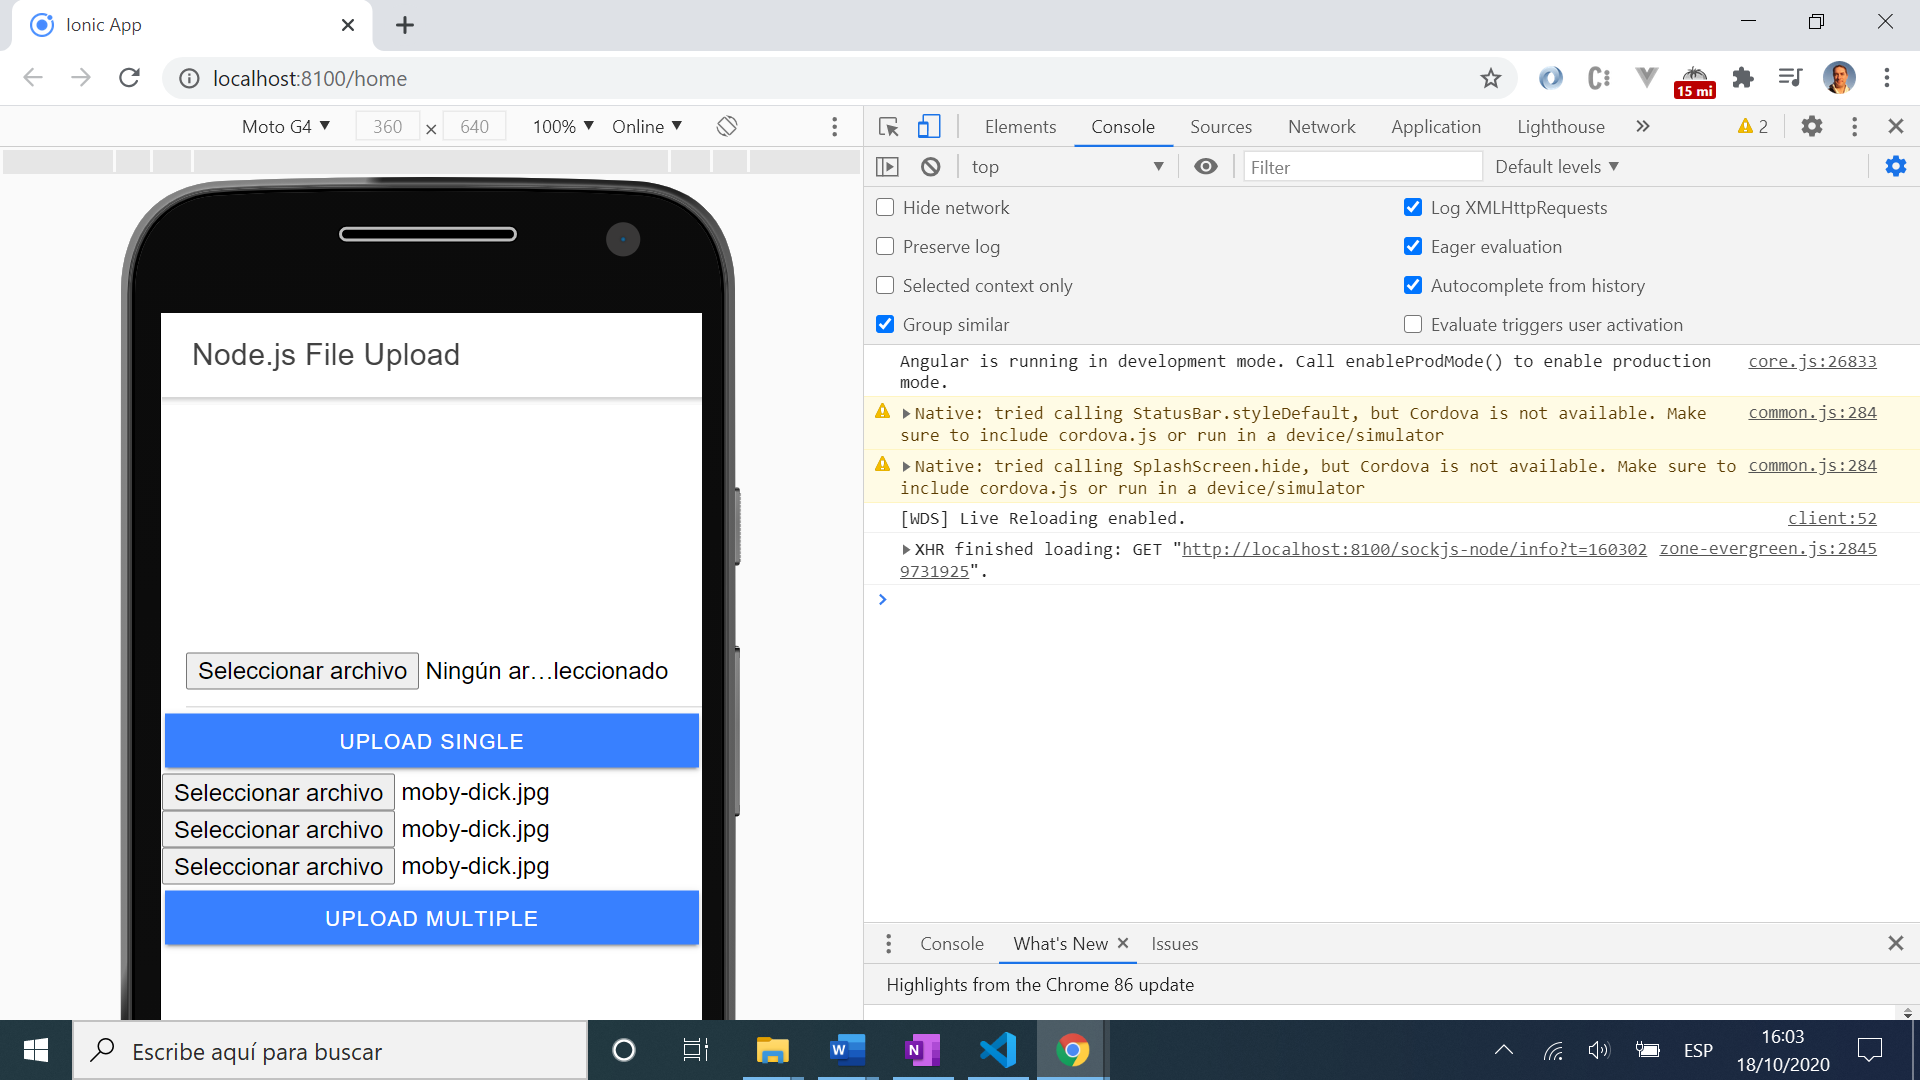 Ionic App
localhost:8100/home
15 mi
Moto G4 ▼ 360 × 640 100% ▼ Online ▼
Elements Console Sources Network Application Lighthouse » 2
top ▼ Filter Default levels ▼
Hide network Log XMLHttpRequests
Preserve log Eager evaluation
Selected context only Autocomplete from history
Group similar Evaluate triggers user activation
Angular is running in development mode. Call enableProdMode() to enable production core.js:26833
mode.
Native: tried calling StatusBar.styleDefault, but Cordova is not available. Make common.js:284
sure to include cordova.js or run in a device/simulator
Native: tried calling SplashScreen.hide, but Cordova is not available. Make sure to common.js:284
include cordova.js or run in a device/simulator
[WDS] Live Reloading enabled. client:52
XHR finished loading: GET "http://localhost:8100/sockjs-node/info?t=160302 zone-evergreen.js:2845
9731925".
Node.js File Upload
Seleccionar archivo Ningún ar…leccionado
UPLOAD SINGLE
Seleccionar archivo moby-dick.jpg
Seleccionar archivo moby-dick.jpg
Seleccionar archivo moby-dick.jpg
UPLOAD MULTIPLE
Console What's New Issues
Highlights from the Chrome 86 update
Escribe aquí para buscar
W
N
ESP
16:03
18/10/2020